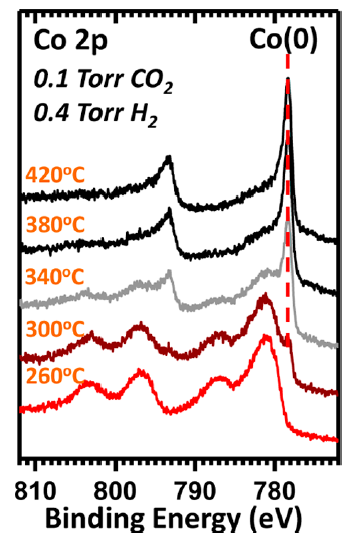 Co 2p Co(0)
0.1 Torr CO₂
0.4 Torr H₂
420°C
380°C
340°C
300°C
260°C
810 800 790 780
Binding Energy (eV)